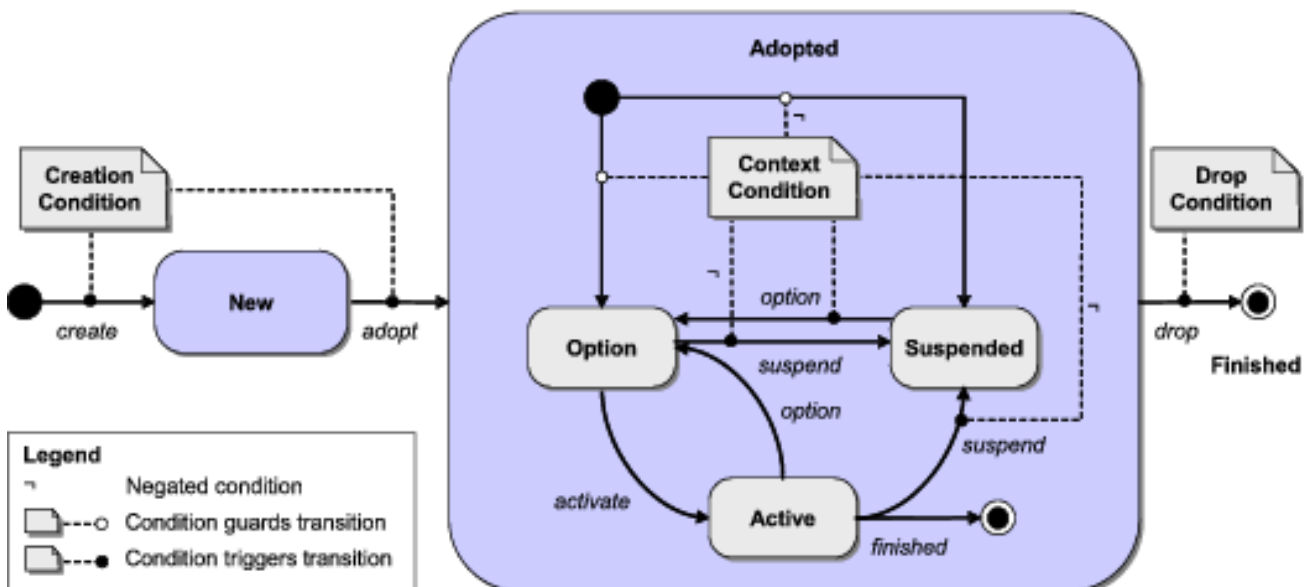 Adopted
Creation
Condition
Context
Condition
Drop
Condition
¬
¬
¬
New
create
adopt
option
Option
Suspended
suspend
option
drop
Finished
activate
Active
suspend
finished
Legend
¬ Negated condition
Condition guards transition
Condition triggers transition